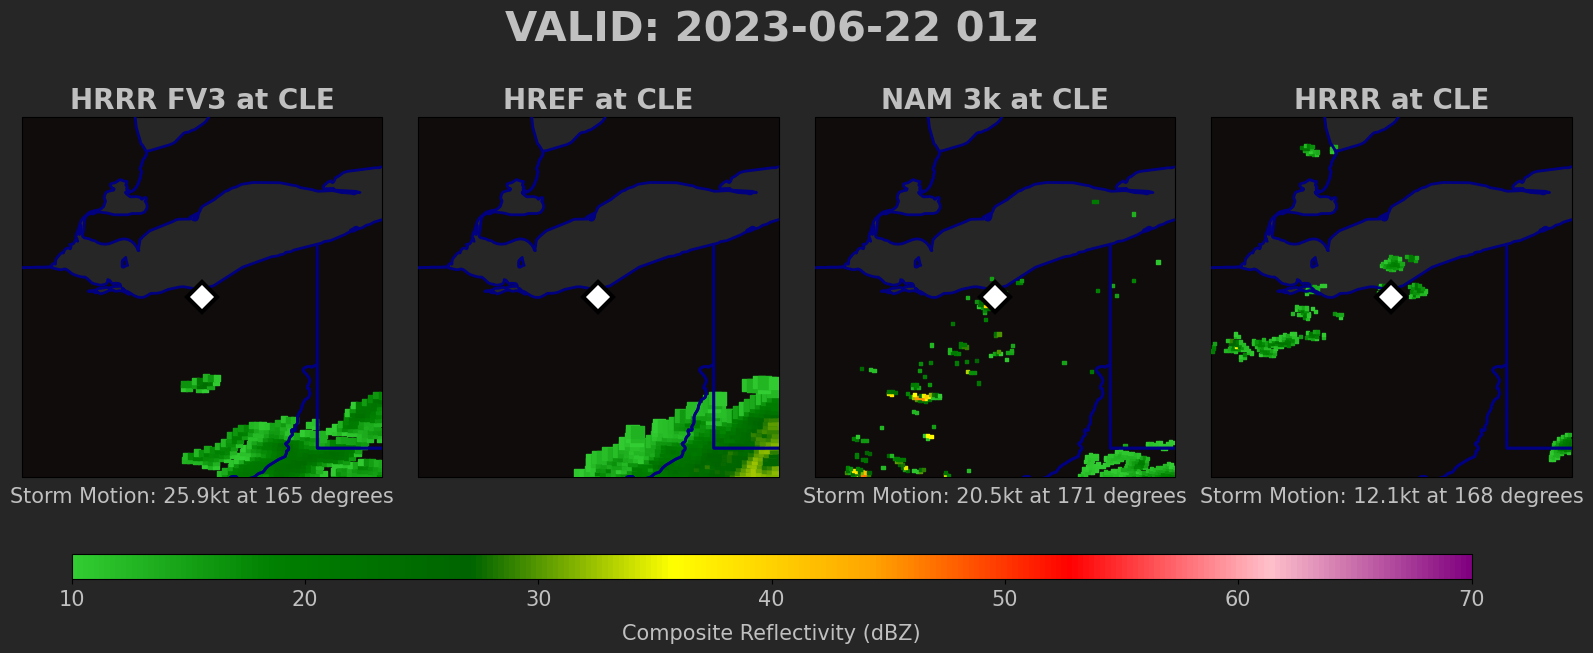 VALID: 2023-06-22 01z
HRRR FV3 at CLE
HREF at CLE
NAM 3k at CLE
HRRR at CLE
Storm Motion: 25.9kt at 165 degrees
Storm Motion: 20.5kt at 171 degrees
Storm Motion: 12.1kt at 168 degrees
10 20 30 40 50 60 70
Composite Reflectivity (dBZ)